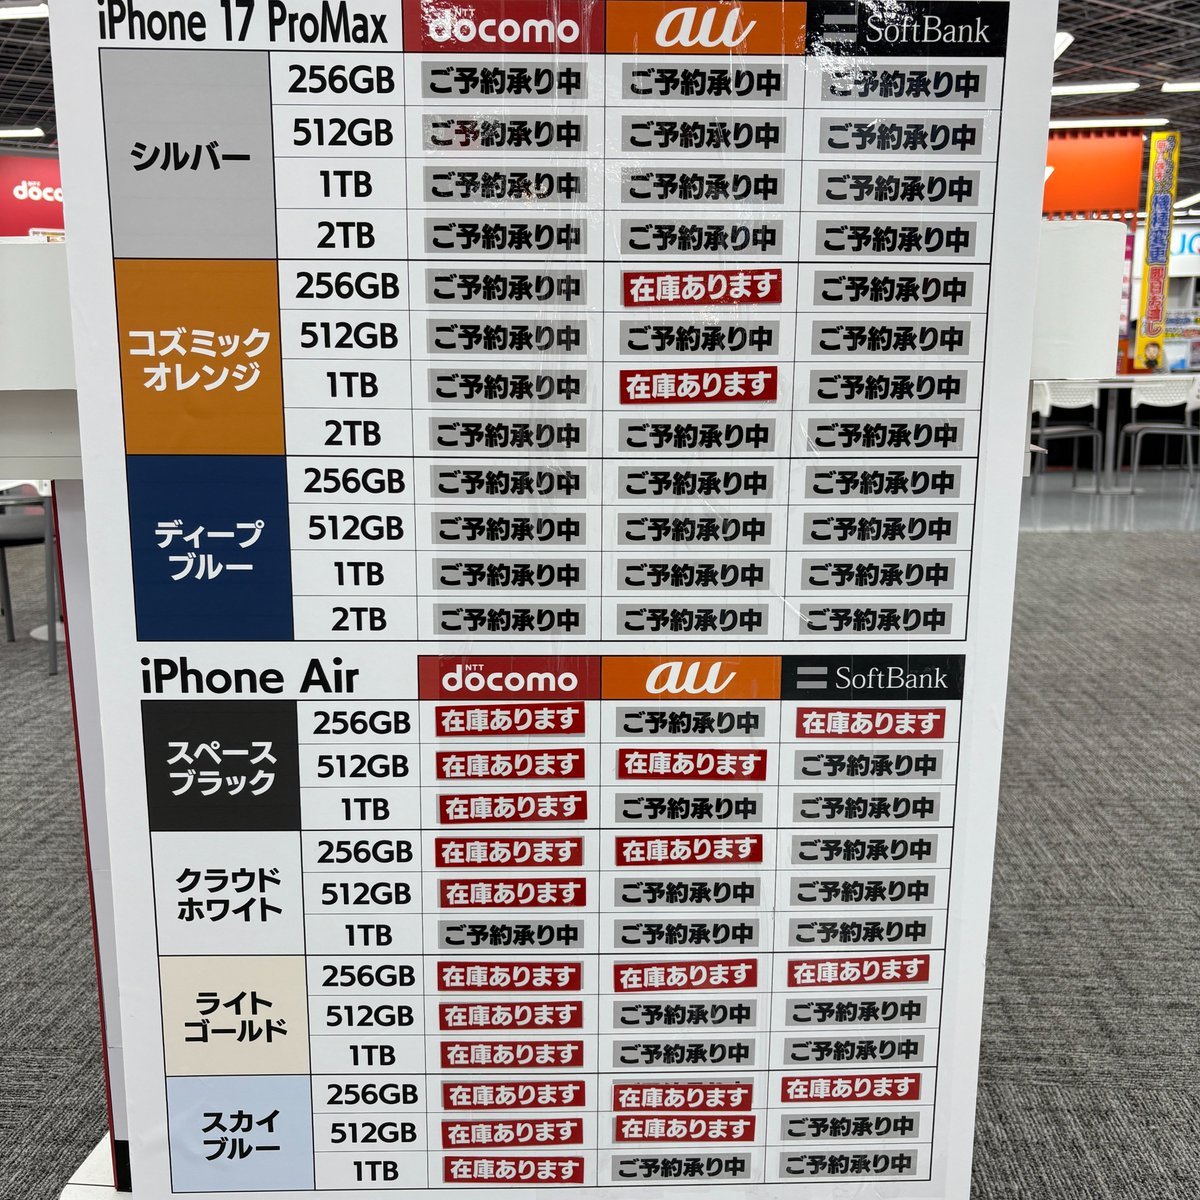 iPhone 17 ProMax NTT docomo au SoftBank
シルバー
256GB ご予約承り中 ご予約承り中 ご予約承り中
512GB ご予約承り中 ご予約承り中 ご予約承り中
1TB ご予約承り中 ご予約承り中 ご予約承り中
2TB ご予約承り中 ご予約承り中 ご予約承り中
コズミック
オレンジ
256GB ご予約承り中 在庫あります ご予約承り中
512GB ご予約承り中 ご予約承り中 ご予約承り中
1TB ご予約承り中 在庫あります ご予約承り中
2TB ご予約承り中 ご予約承り中 ご予約承り中
ディープ
ブルー
256GB ご予約承り中 ご予約承り中 ご予約承り中
512GB ご予約承り中 ご予約承り中 ご予約承り中
1TB ご予約承り中 ご予約承り中 ご予約承り中
2TB ご予約承り中 ご予約承り中 ご予約承り中
iPhone Air NTT docomo au SoftBank
スペース
ブラック
256GB 在庫あります ご予約承り中 在庫あります
512GB 在庫あります 在庫あります ご予約承り中
1TB 在庫あります ご予約承り中 ご予約承り中
クラウド
ホワイト
256GB 在庫あります 在庫あります ご予約承り中
512GB 在庫あります ご予約承り中 ご予約承り中
1TB ご予約承り中 ご予約承り中 ご予約承り中
ライト
ゴールド
256GB 在庫あります 在庫あります 在庫あります
512GB 在庫あります ご予約承り中 ご予約承り中
1TB 在庫あります ご予約承り中 ご予約承り中
スカイ
ブルー
256GB 在庫あります 在庫あります 在庫あります
512GB 在庫あります 在庫あります ご予約承り中
1TB 在庫あります ご予約承り中 ご予約承り中
NTT
機種変更 即日お渡し